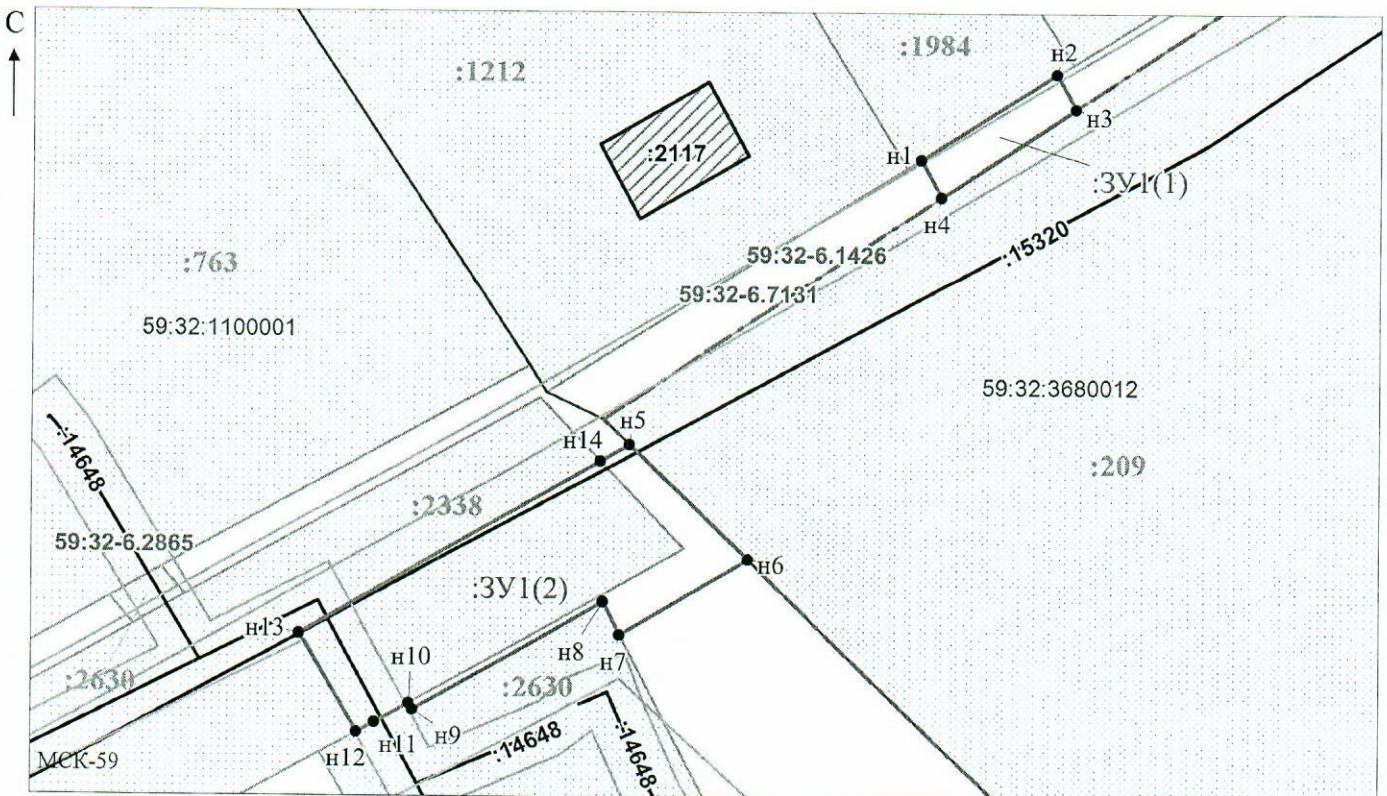 С
:1984
н2
:1212
н3
:2117
н1
:ЗУ1(1)
н4
:15320
59:32-6.1426
:763
59:32-6.7131
59:32:1100001
59:32:3680012
н5
:14648
н14
:209
:2338
59:32-6.2865
н6
:ЗУ1(2)
н8
н13
н7
н10
:2630
:2630
н9
н11
:14648
н12
:14648
МСК-59